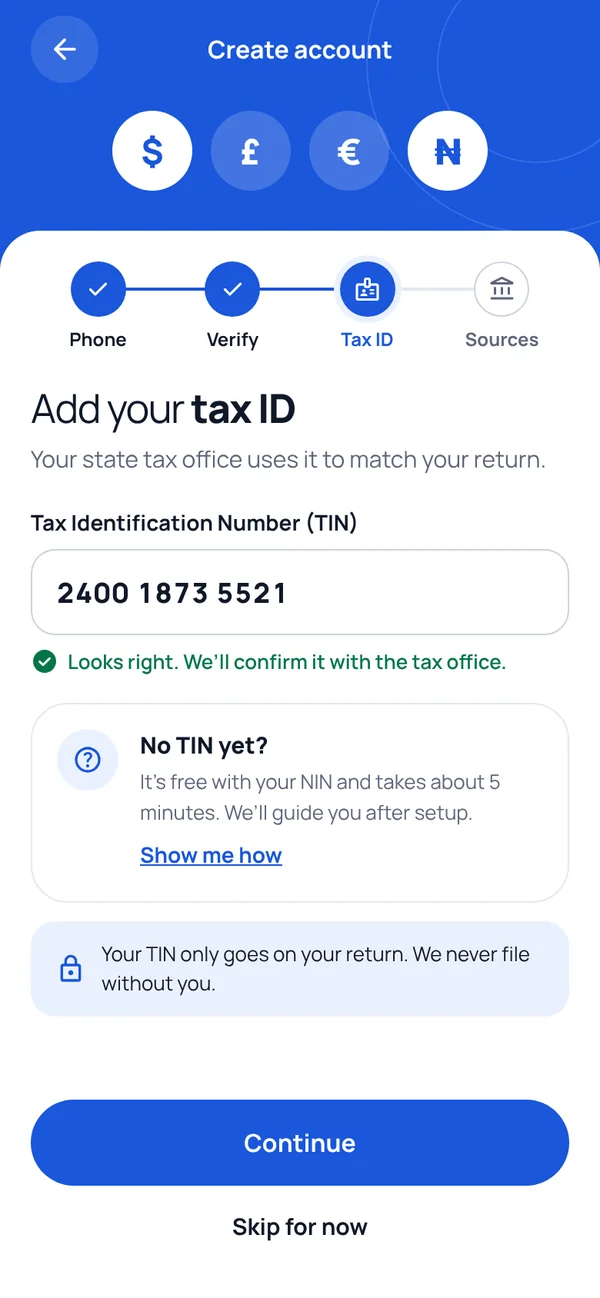 Create account
$ £ € ₦
Phone Verify Tax ID Sources
Add your tax ID
Your state tax office uses it to match your return.
Tax Identification Number (TIN)
2400 1873 5521
Looks right. We’ll confirm it with the tax office.
No TIN yet?
It’s free with your NIN and takes about 5
minutes. We’ll guide you after setup.
Show me how
Your TIN only goes on your return. We never file
without you.
Continue
Skip for now